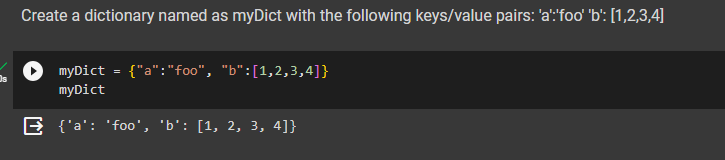 Create a dictionary named as myDict with the following keys/value pairs: 'a':'foo' 'b': [1,2,3,4]
myDict = {"a":"foo", "b":[1,2,3,4]}
myDict
{'a': 'foo', 'b': [1, 2, 3, 4]}